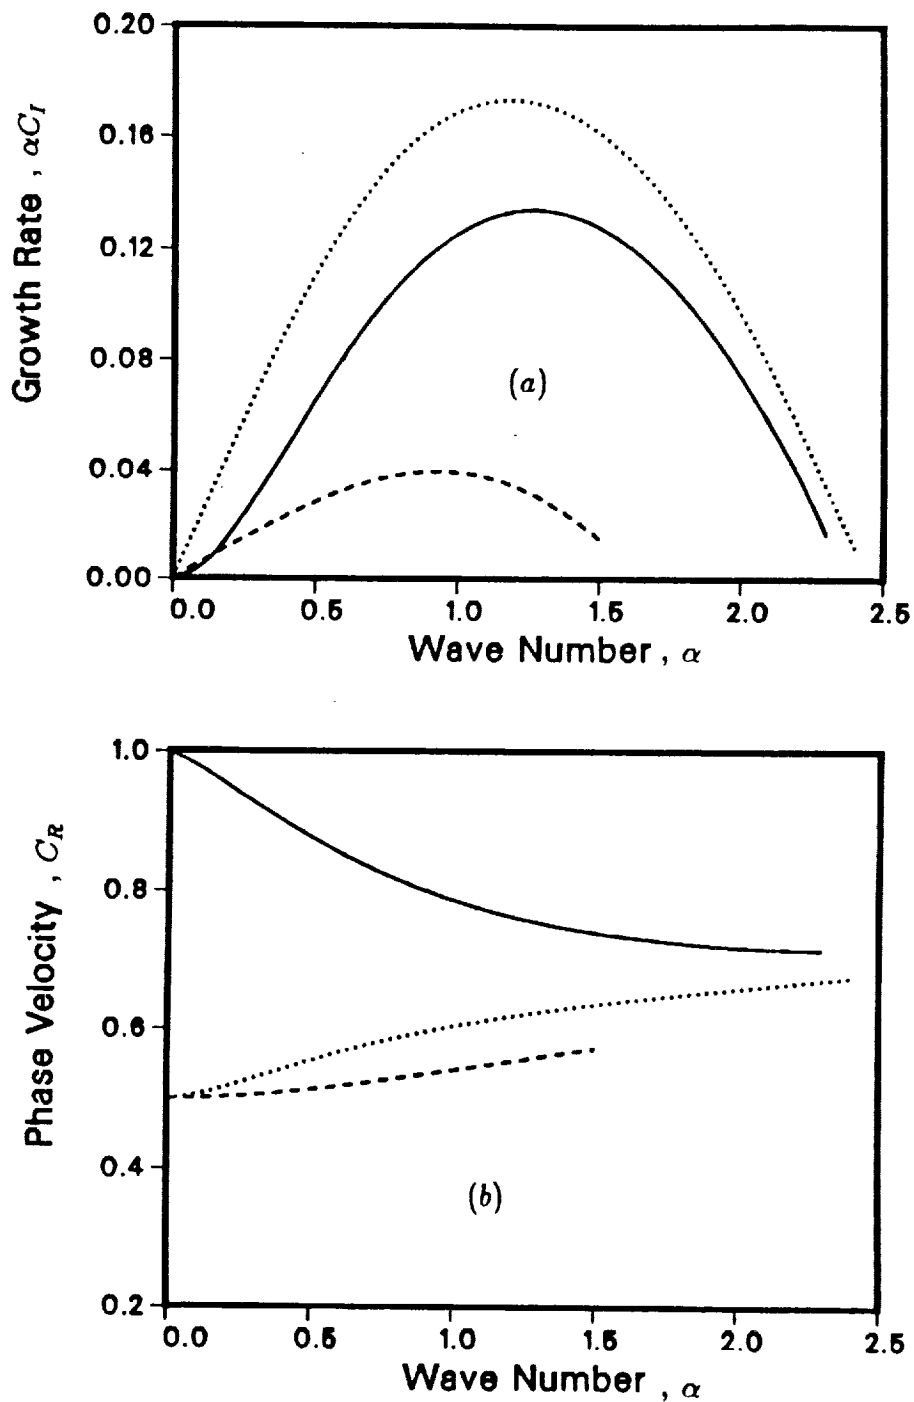 0.20
0.16
0.12
0.08
0.04
0.00
Growth Rate , αC_I
(a)
0.0 0.5 1.0 1.5 2.0 2.5
Wave Number , α
1.0
0.8
0.6
0.4
0.2
Phase Velocity , C_R
(b)
0.0 0.5 1.0 1.5 2.0 2.5
Wave Number , α